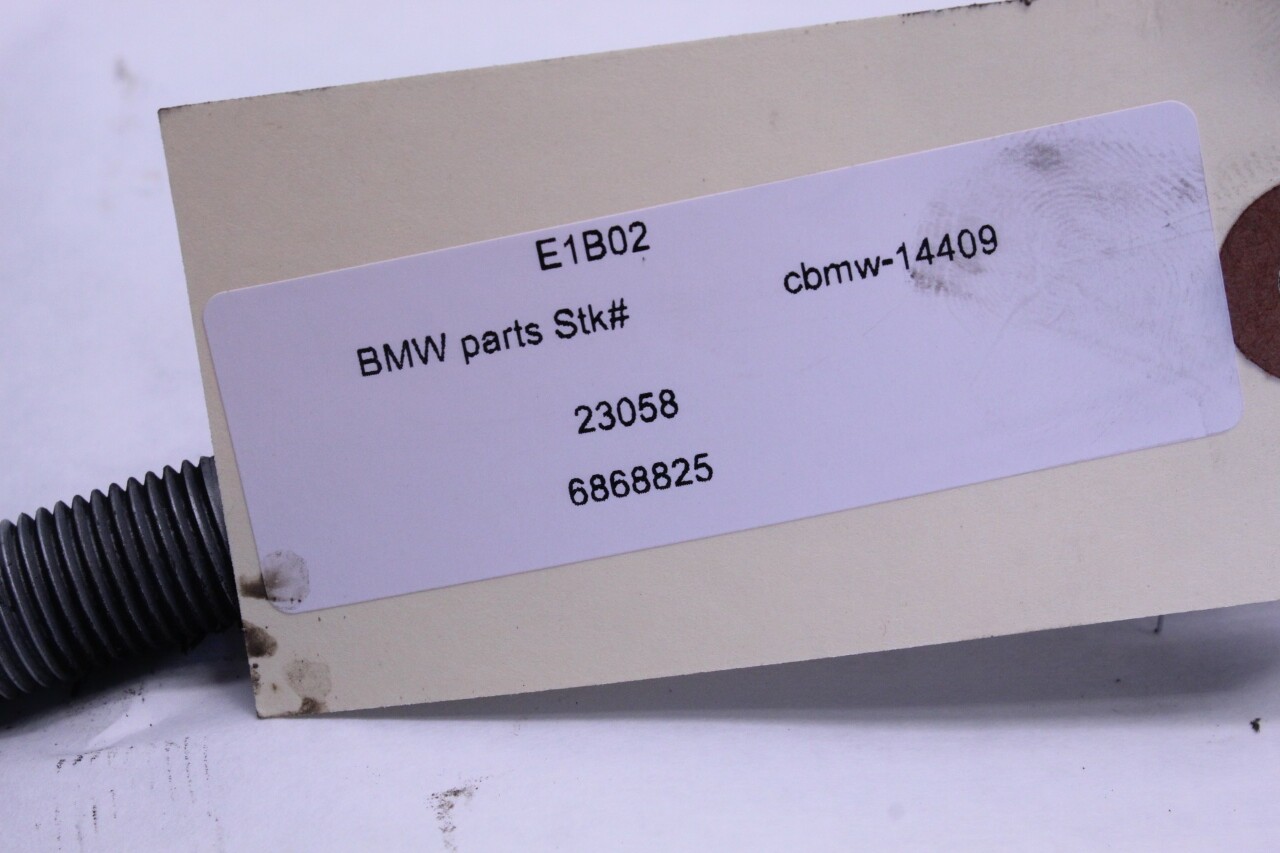 E1B02
cbmw-14409
BMW parts Stk#
23058
6868825